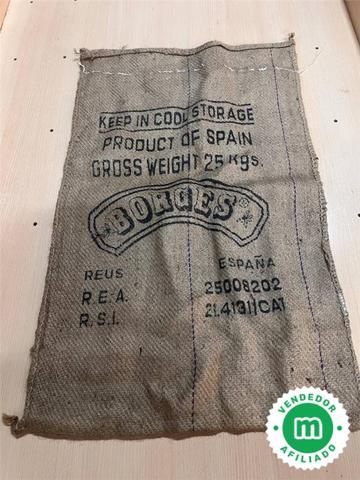 KEEP IN COOL STORAGE
PRODUCT OF SPAIN
GROSS WEIGHT 25 Kgs.
BORGES®
REUS ESPAÑA
R.E.A. 25008202
R.S.I. 21.41311/CAT
VENDEDOR
m
AFILIADO